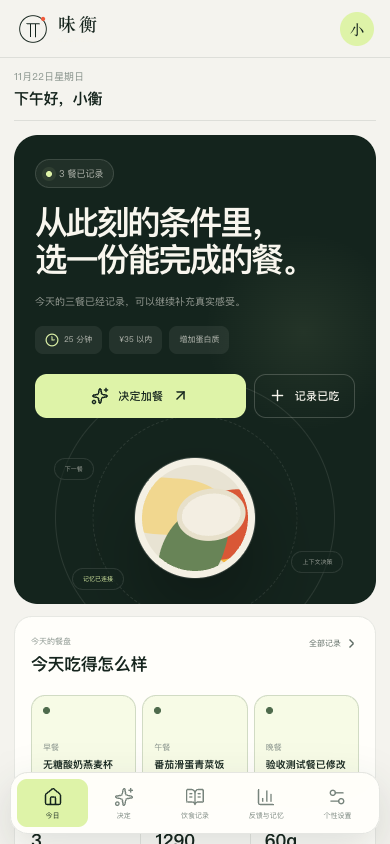 味衡
小
11月22日星期日
下午好，小衡
3 餐已记录
从此刻的条件里，
选一份能完成的餐。
今天的三餐已经记录，可以继续补充真实感受。
25 分钟
¥35 以内
增加蛋白质
决定加餐
记录已吃
下一餐
上下文决策
记忆已连接
今天的餐盘
全部记录
今天吃得怎么样
早餐
午餐
晚餐
无糖酸奶燕麦杯
番茄滑蛋青菜饭
验收测试餐已修改
今日
决定
饮食记录
反馈与记忆
个性设置
3
1290
60g